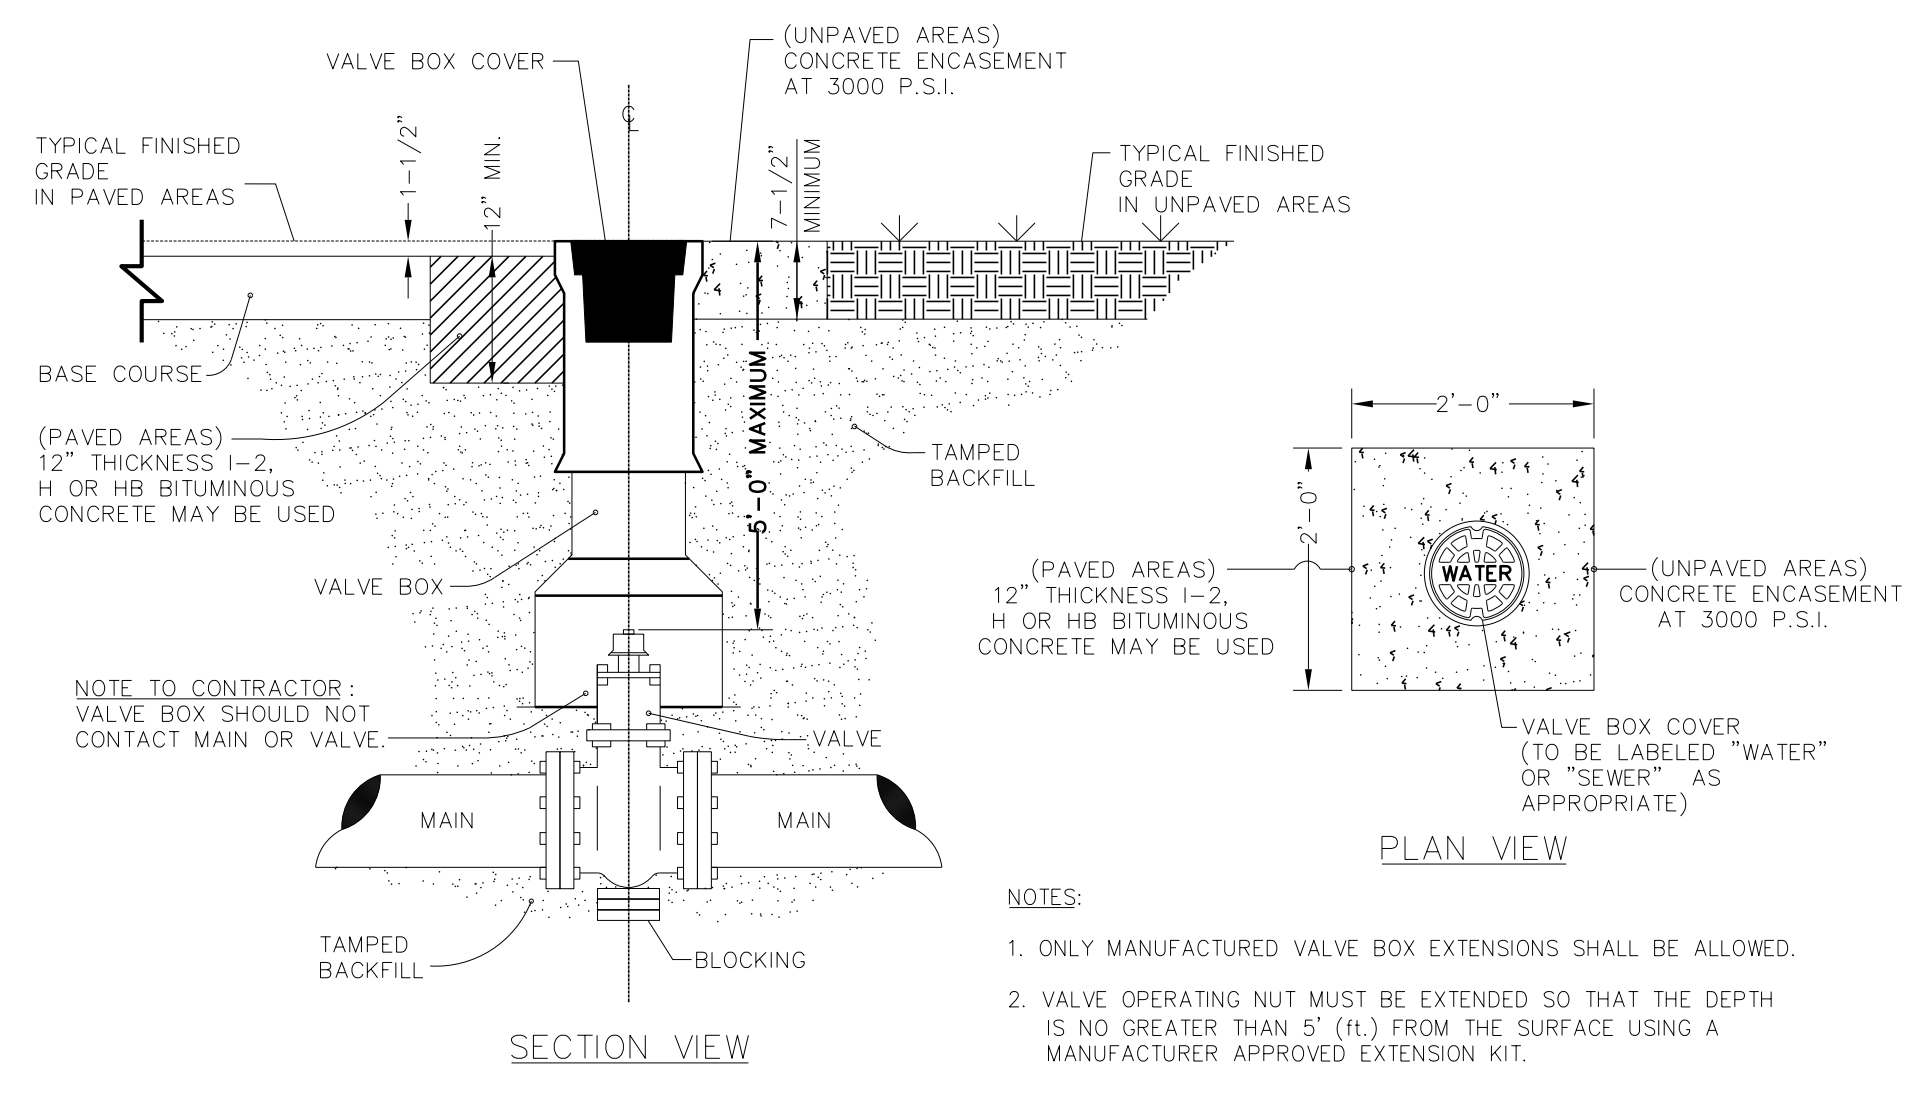 VALVE BOX COVER
(UNPAVED AREAS)
CONCRETE ENCASEMENT
AT 3000 P.S.I.
℄
TYPICAL FINISHED
GRADE
IN PAVED AREAS
1-1/2"
12" MIN.
7-1/2"
MINIMUM
TYPICAL FINISHED
GRADE
IN UNPAVED AREAS
BASE COURSE
(PAVED AREAS)
12" THICKNESS I-2,
H OR HB BITUMINOUS
CONCRETE MAY BE USED
5'-0" MAXIMUM
TAMPED
BACKFILL
VALVE BOX
NOTE TO CONTRACTOR:
VALVE BOX SHOULD NOT
CONTACT MAIN OR VALVE.
VALVE
MAIN
MAIN
TAMPED
BACKFILL
BLOCKING
SECTION VIEW
2'-0"
2'-0"
(PAVED AREAS)
12" THICKNESS I-2,
H OR HB BITUMINOUS
CONCRETE MAY BE USED
WATER
(UNPAVED AREAS)
CONCRETE ENCASEMENT
AT 3000 P.S.I.
VALVE BOX COVER
(TO BE LABELED "WATER"
OR "SEWER" AS
APPROPRIATE)
PLAN VIEW
NOTES:
1. ONLY MANUFACTURED VALVE BOX EXTENSIONS SHALL BE ALLOWED.
2. VALVE OPERATING NUT MUST BE EXTENDED SO THAT THE DEPTH
IS NO GREATER THAN 5' (ft.) FROM THE SURFACE USING A
MANUFACTURER APPROVED EXTENSION KIT.